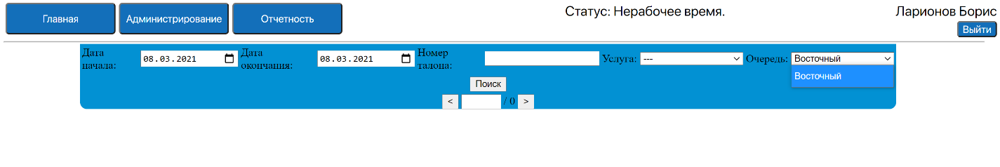 Главная Администрирование Отчетность Статус: Нерабочее время. Ларионов Борис
Выйти
Дата начала: 08.03.2021 Дата окончания: 08.03.2021 Номер талона: Услуга: --- Очередь: Восточный
Восточный
Поиск
< / 0 >